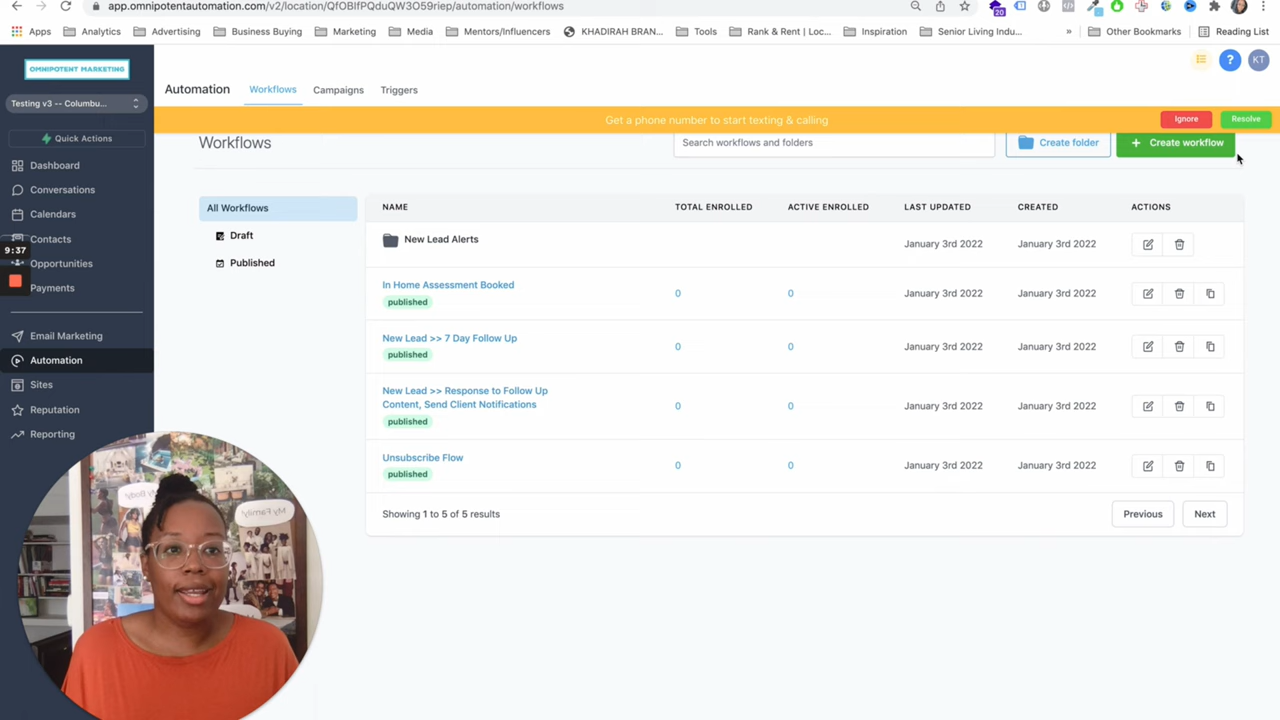 app.omnipotentautomation.com/v2/location/QfOBIfPQduQW3O59riep/automation/workflows
20
Apps
Analytics
Advertising
Business Buying
Marketing
Media
Mentors/Influencers
KHADIRAH BRAN...
Tools
Rank & Rent | Loc...
Inspiration
Senior Living Indu...
»
Other Bookmarks
Reading List
OMNIPOTENT MARKETING
Testing v3 -- Columbu...
Quick Actions
Dashboard
Conversations
Calendars
Contacts
9:37
Opportunities
Payments
Email Marketing
Automation
Sites
Reputation
Reporting
Automation
Workflows
Campaigns
Triggers
?
KT
Get a phone number to start texting & calling
Ignore
Resolve
Workflows
Search workflows and folders
Create folder
+ Create workflow
All Workflows
Draft
Published
NAME TOTAL ENROLLED ACTIVE ENROLLED LAST UPDATED CREATED ACTIONS
New Lead Alerts January 3rd 2022 January 3rd 2022
In Home Assessment Booked 0 0 January 3rd 2022 January 3rd 2022
published
New Lead >> 7 Day Follow Up 0 0 January 3rd 2022 January 3rd 2022
published
New Lead >> Response to Follow Up
Content, Send Client Notifications 0 0 January 3rd 2022 January 3rd 2022
published
Unsubscribe Flow 0 0 January 3rd 2022 January 3rd 2022
published
Showing 1 to 5 of 5 results
Previous
Next
My Body
My Family